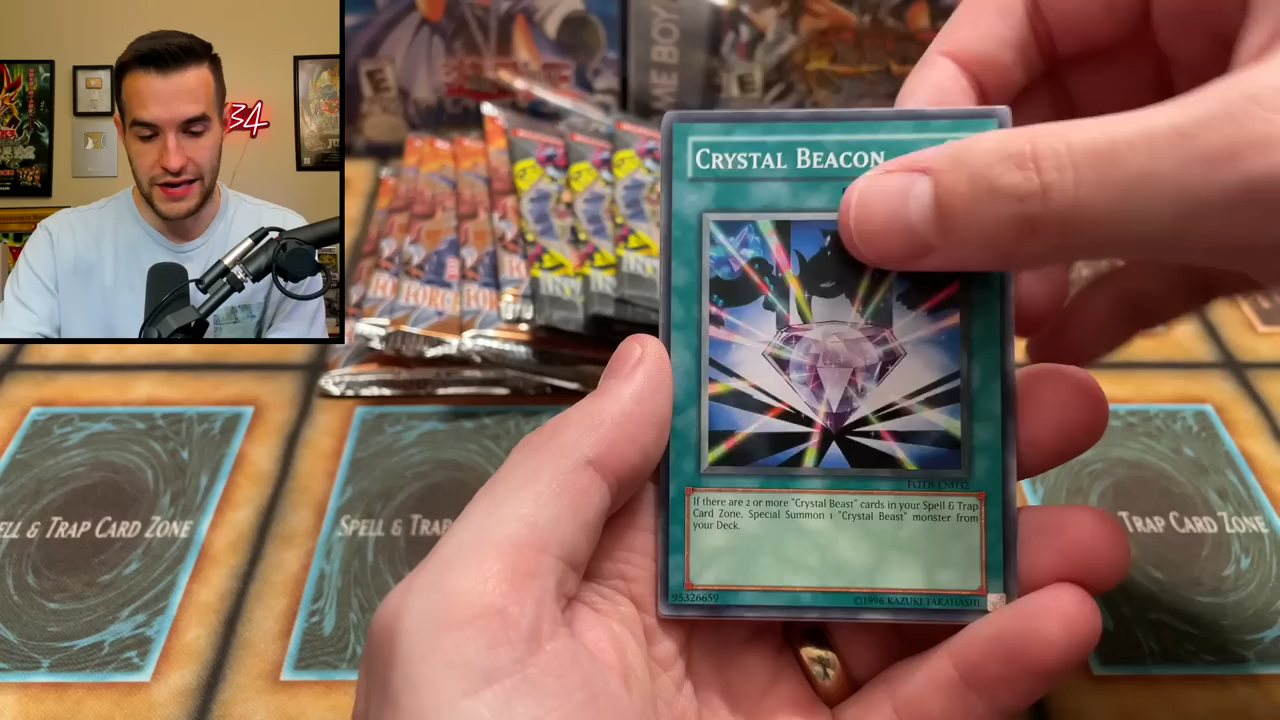 34
GAME BOY
CRYSTAL BEACON
FOTB-EN032
If there are 2 or more "Crystal Beast" cards in your Spell & Trap
Card Zone, Special Summon 1 "Crystal Beast" monster from
your Deck.
95326659
©1996 KAZUKI TAKAHASHI
FORCE
ELL & TRAP CARD ZONE
SPELL & TRAP
TRAP CARD ZONE